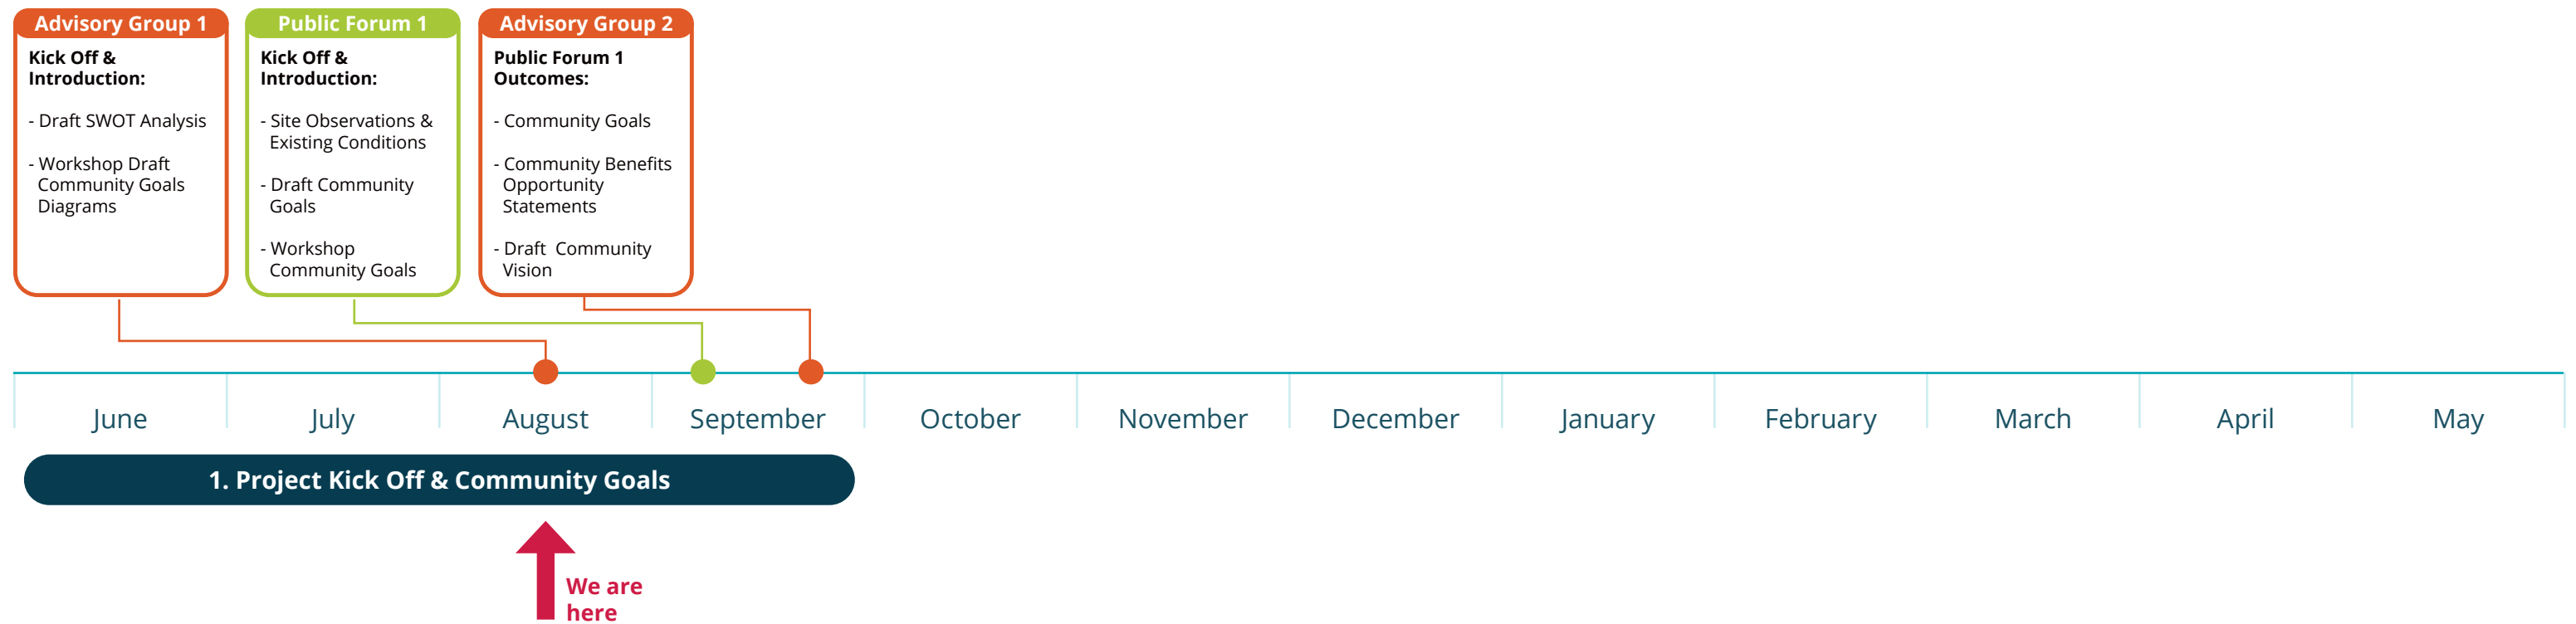 Advisory Group 1
Kick Off &
Introduction:
- Draft SWOT Analysis
- Workshop Draft
Community Goals
Diagrams
Public Forum 1
Kick Off &
Introduction:
- Site Observations &
Existing Conditions
- Draft Community
Goals
- Workshop
Community Goals
Advisory Group 2
Public Forum 1
Outcomes:
- Community Goals
- Community Benefits
Opportunity
Statements
- Draft  Community
Vision
June
July
August
September
October
November
December
January
February
March
April
May
1. Project Kick Off & Community Goals
We are
here